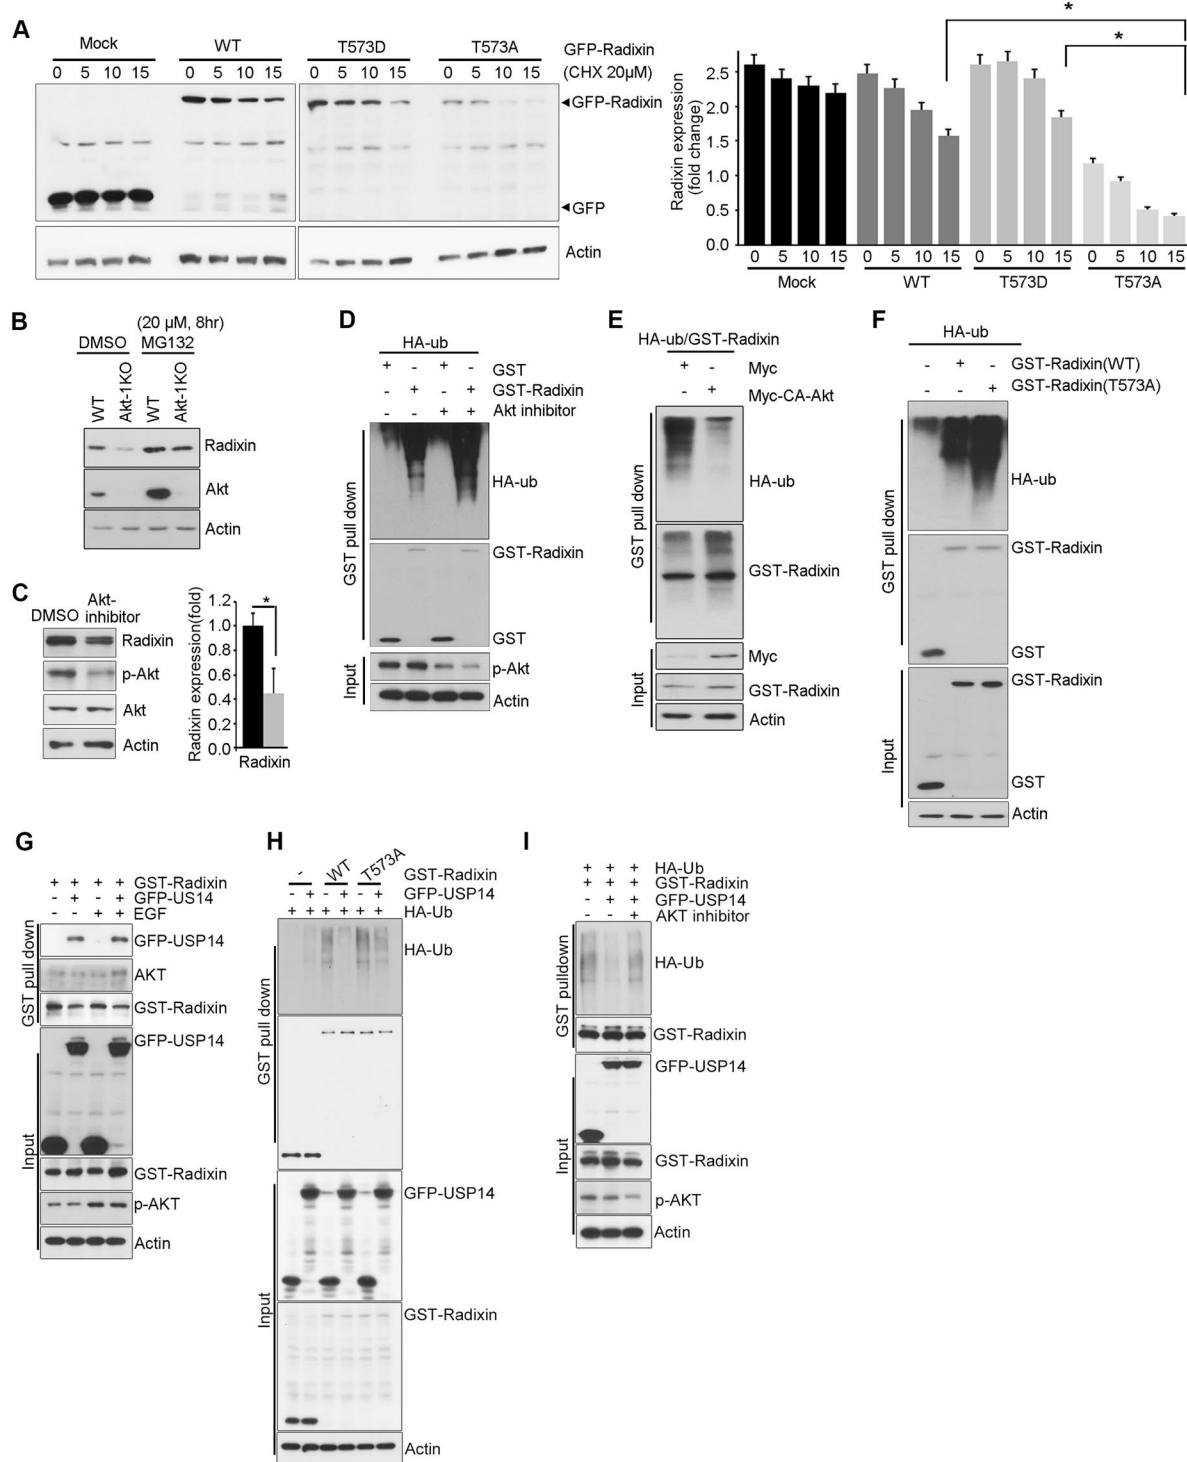 A
Mock WT T573D T573A GFP-Radixin
0 5 10 15 0 5 10 15 0 5 10 15 0 5 10 15 (CHX 20μM)
GFP-Radixin
GFP
Actin
* *
Radixin expression
(fold change)
2.5
2.0
1.5
1.0
0.5
0.0
0 5 10 15 0 5 10 15 0 5 10 15 0 5 10 15
Mock WT T573D T573A
B
(20 μM, 8hr)
DMSO MG132
WT Akt-1KO WT Akt-1KO
Radixin
Akt
Actin
C
Akt-
DMSO inhibitor
Radixin
p-Akt
Akt
Actin
Radixin expression(fold)
1.2
1.0
0.8
0.6
0.4
0.2
0.0
*
Radixin
D
HA-ub
+ - + - GST
- + - + GST-Radixin
- - + + Akt inhibitor
GST pull down
HA-ub
GST-Radixin
GST
Input
p-Akt
Actin
E
HA-ub/GST-Radixin
+ - Myc
- + Myc-CA-Akt
GST pull down
HA-ub
GST-Radixin
Input
Myc
GST-Radixin
Actin
F
HA-ub
- + - GST-Radixin(WT)
- - + GST-Radixin(T573A)
GST pull down
HA-ub
GST-Radixin
GST
Input
GST-Radixin
GST
Actin
G
+ + + + GST-Radixin
- + - + GFP-US14
- - + + EGF
GST pull down
GFP-USP14
AKT
GST-Radixin
Input
GFP-USP14
GST-Radixin
p-AKT
Actin
H
- WT T573A GST-Radixin
- + - + - + GFP-USP14
+ + + + + + HA-Ub
GST pull down
HA-Ub
Input
GFP-USP14
GST-Radixin
Actin
I
+ + + HA-Ub
+ + + GST-Radixin
- + + GFP-USP14
- - + AKT inhibitor
GST pulldown
HA-Ub
GST-Radixin
Input
GFP-USP14
GST-Radixin
p-AKT
Actin